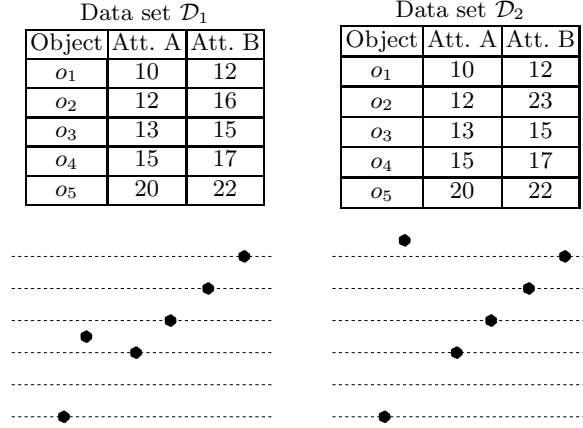 Data set D₁
Object Att. A Att. B
o₁ 10 12
o₂ 12 16
o₃ 13 15
o₄ 15 17
o₅ 20 22
Data set D₂
Object Att. A Att. B
o₁ 10 12
o₂ 12 23
o₃ 13 15
o₄ 15 17
o₅ 20 22